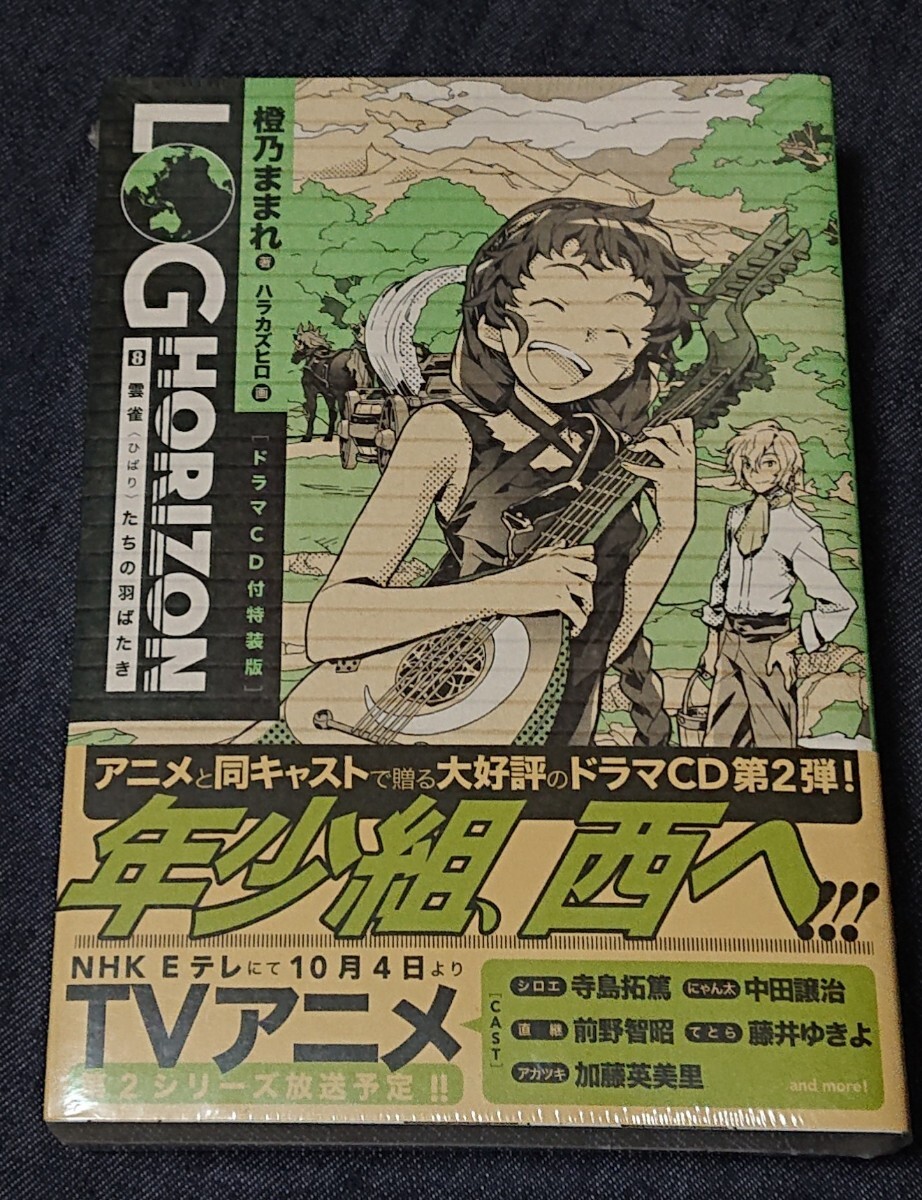 LOG HORIZON
8 雲雀〈ひばり〉たちの羽ばたき
橙乃ままれ 著
ハラカズヒロ 画
[ドラマCD付特装版]
アニメと同キャストで贈る大好評のドラマCD第2弾!
年少組、西へ!!!
NHK Eテレにて10月4日より
TVアニメ
第2シリーズ放送予定!!
[CAST]
シロエ 寺島拓篤 にゃん太 中田譲治
直継 前野智昭 てとら 藤井ゆきよ
アカツキ 加藤英美里
and more!